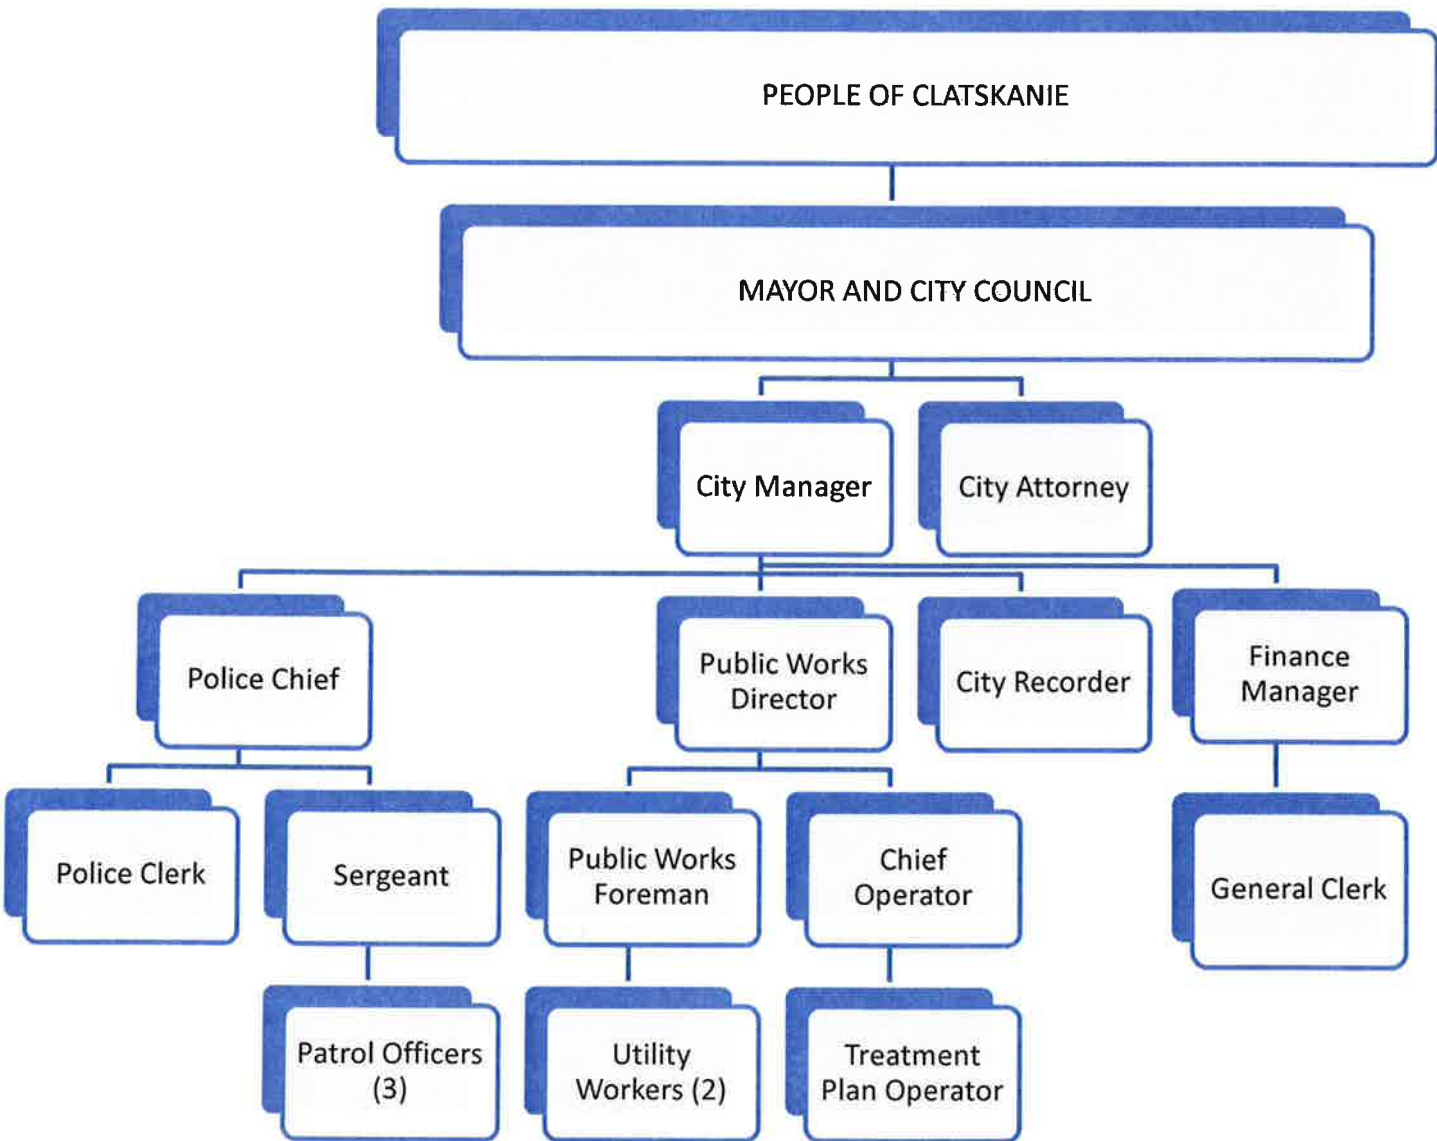 PEOPLE OF CLATSKANIE
MAYOR AND CITY COUNCIL
City Manager
City Attorney
Police Chief
Public Works
Director
City Recorder
Finance
Manager
Police Clerk
Sergeant
Public Works
Foreman
Chief
Operator
General Clerk
Patrol Officers
(3)
Utility
Workers (2)
Treatment
Plan Operator